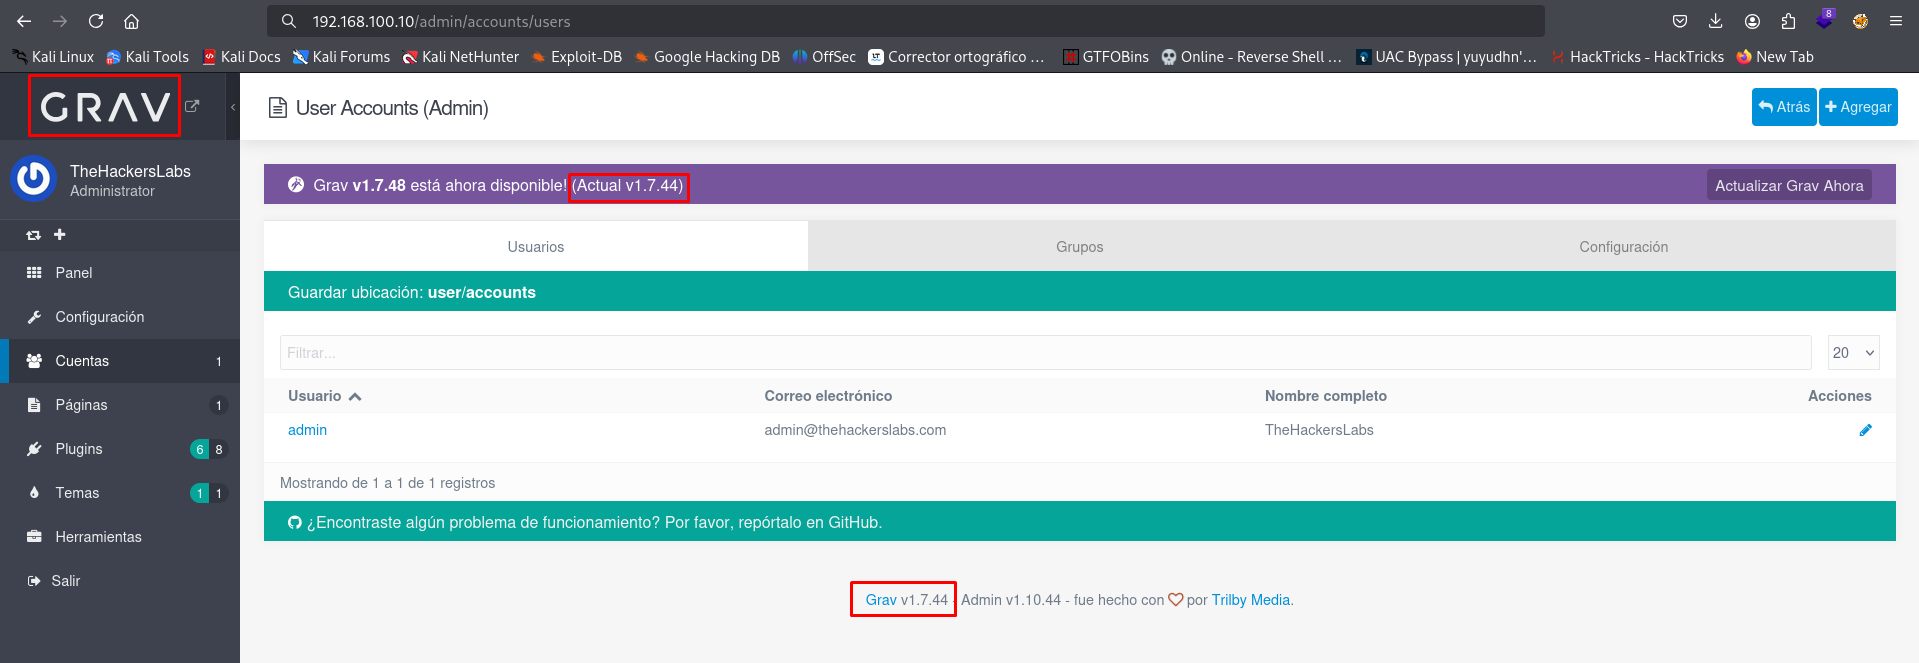 192.168.100.10/admin/accounts/users
8
Kali Linux Kali Tools Kali Docs Kali Forums Kali NetHunter Exploit-DB Google Hacking DB OffSec Corrector ortográfico ... GTFOBins Online - Reverse Shell ... UAC Bypass | yuyudhn'... HackTricks - HackTricks New Tab
GRAV
User Accounts (Admin)
Atrás
Agregar
TheHackersLabs
Administrator
Grav v1.7.48 está ahora disponible! (Actual v1.7.44)
Actualizar Grav Ahora
Panel
Configuración
Cuentas 1
Páginas 1
Plugins 6 8
Temas 1 1
Herramientas
Salir
Usuarios Grupos Configuración
Guardar ubicación: user/accounts
Filtrar...
20
Usuario Correo electrónico Nombre completo Acciones
admin admin@thehackerslabs.com TheHackersLabs
Mostrando de 1 a 1 de 1 registros
¿Encontraste algún problema de funcionamiento? Por favor, repórtalo en GitHub.
Grav v1.7.44 - Admin v1.10.44 - fue hecho con por Trilby Media.